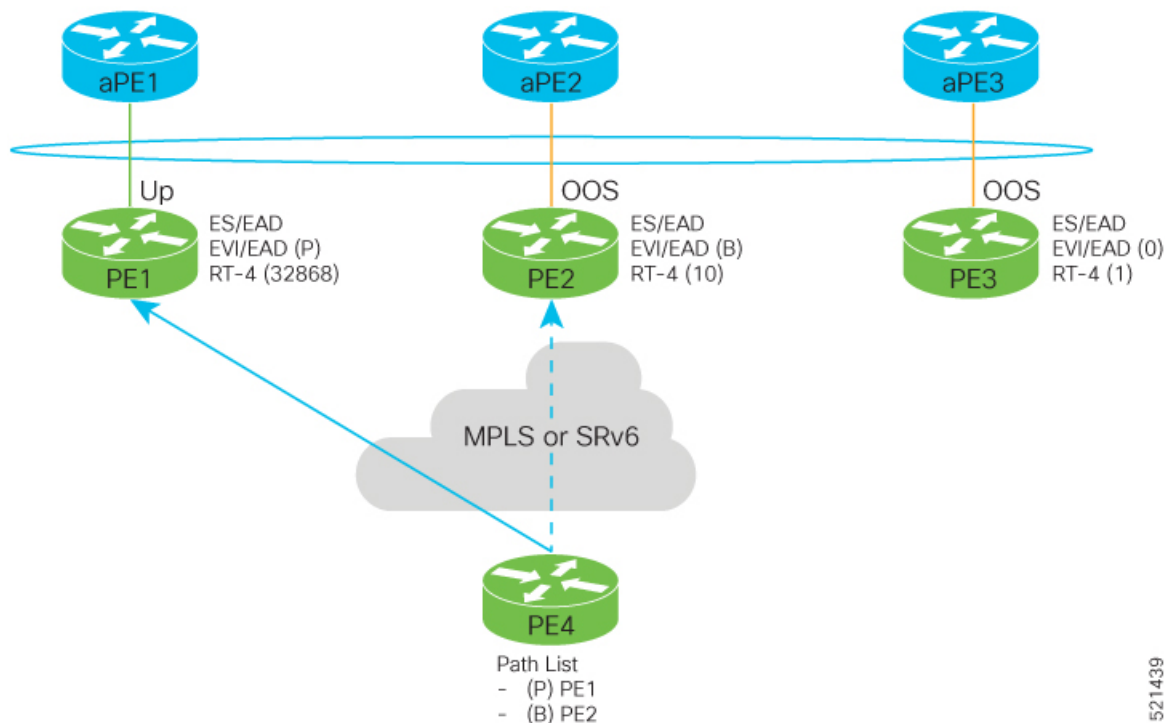 aPE1
aPE2
aPE3
Up
OOS
OOS
PE1
ES/EAD
EVI/EAD (P)
RT-4 (32868)
PE2
ES/EAD
EVI/EAD (B)
RT-4 (10)
PE3
ES/EAD
EVI/EAD (0)
RT-4 (1)
MPLS or SRv6
PE4
Path List
- (P) PE1
- (B) PE2
521439